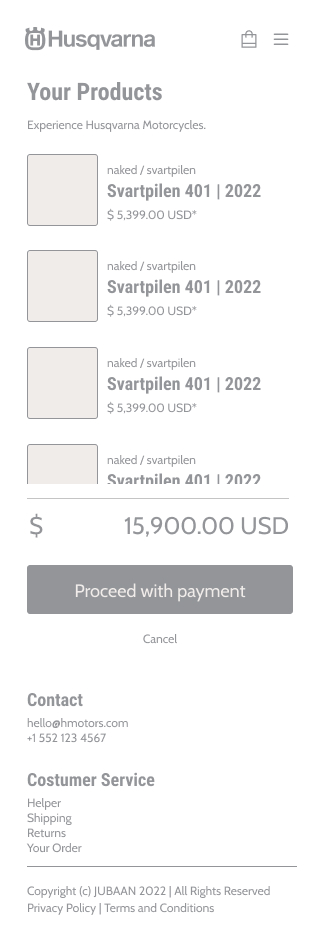 Husqvarna
Your Products
Experience Husqvarna Motorcycles.
naked / svartpilen
Svartpilen 401 | 2022
$ 5,399.00 USD*
naked / svartpilen
Svartpilen 401 | 2022
$ 5,399.00 USD*
naked / svartpilen
Svartpilen 401 | 2022
$ 5,399.00 USD*
naked / svartpilen
Svartpilen 401 | 2022
$ 15,900.00 USD
Proceed with payment
Cancel
Contact
hello@hmotors.com
+1 552 123 4567
Costumer Service
Helper
Shipping
Returns
Your Order
Copyright (c) JUBAAN 2022 | All Rights Reserved
Privacy Policy | Terms and Conditions